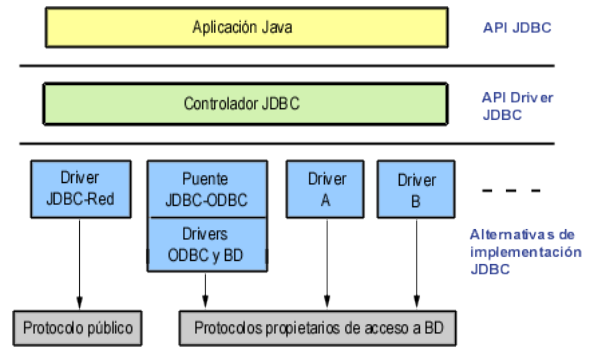 Aplicación Java
API JDBC
Controlador JDBC
API Driver
JDBC
Driver
JDBC-Red
Puente
JDBC-ODBC
Drivers
ODBC y BD
Driver
A
Driver
B
Alternativas de
implementación
JDBC
Protocolo público
Protocolos propietarios de acceso a BD